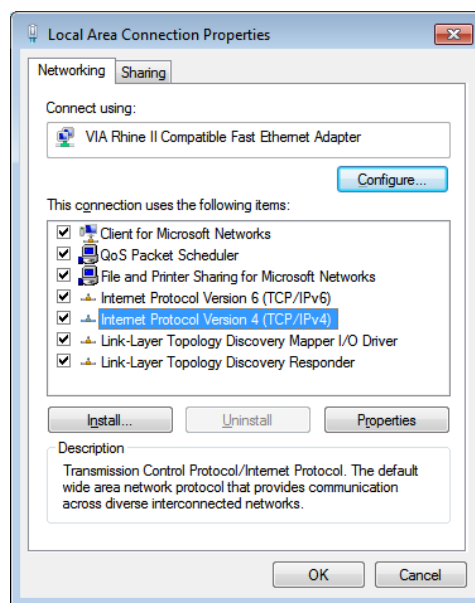 Local Area Connection Properties
Networking Sharing
Connect using:
VIA Rhine II Compatible Fast Ethernet Adapter
Configure...
This connection uses the following items:
Client for Microsoft Networks
QoS Packet Scheduler
File and Printer Sharing for Microsoft Networks
Internet Protocol Version 6 (TCP/IPv6)
Internet Protocol Version 4 (TCP/IPv4)
Link-Layer Topology Discovery Mapper I/O Driver
Link-Layer Topology Discovery Responder
Install... Uninstall Properties
Description
Transmission Control Protocol/Internet Protocol. The default
wide area network protocol that provides communication
across diverse interconnected networks.
OK Cancel